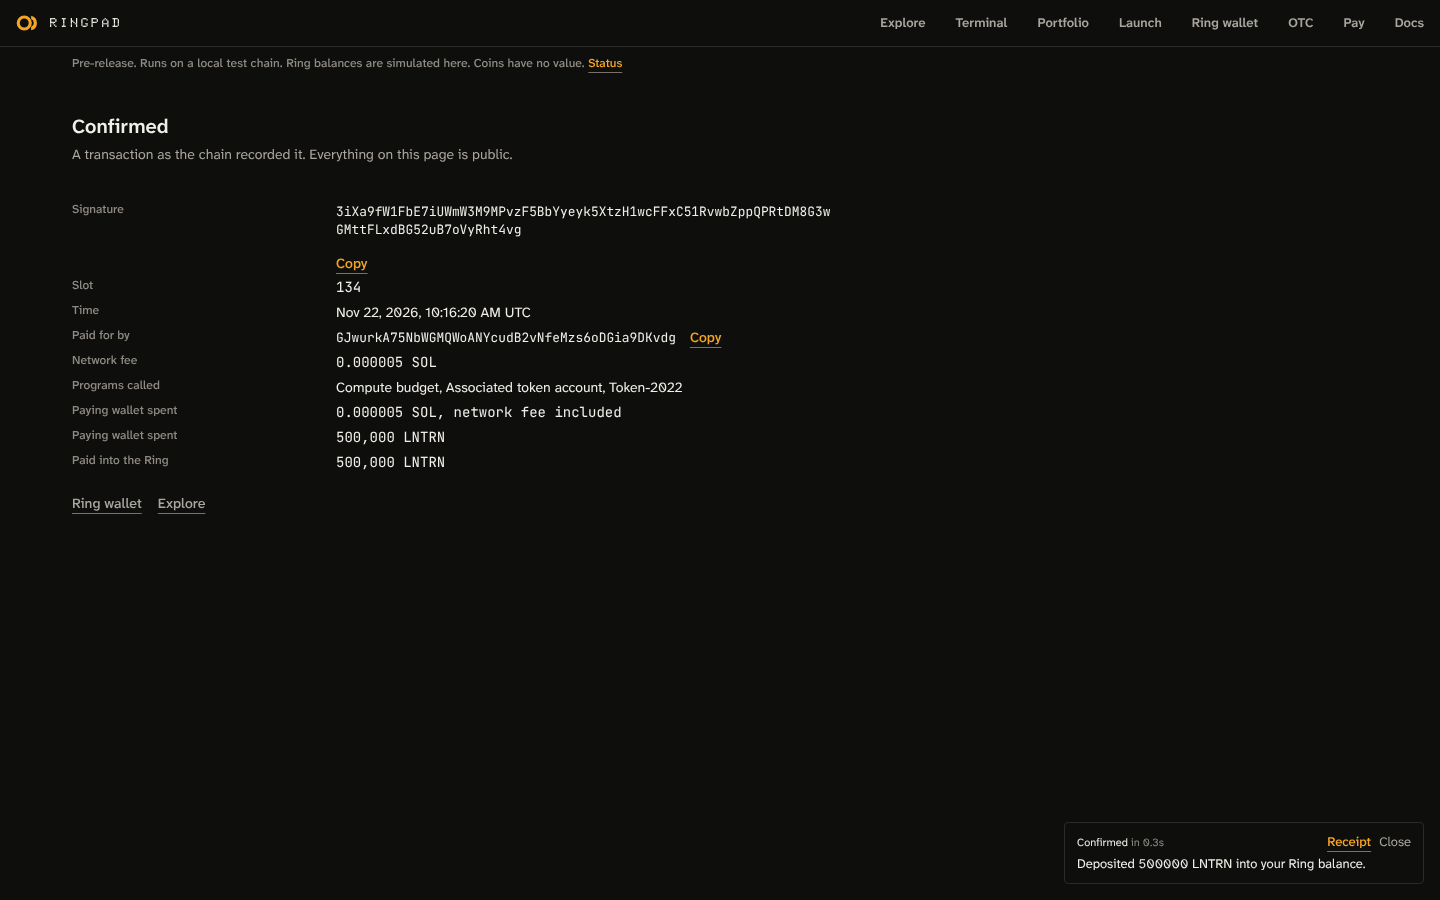 RINGPAD
Explore Terminal Portfolio Launch Ring wallet OTC Pay Docs
Pre-release. Runs on a local test chain. Ring balances are simulated here. Coins have no value. Status
Confirmed
A transaction as the chain recorded it. Everything on this page is public.
Signature
3iXa9fW1FbE7iUWmW3M9MPvzF5BbYyeyk5XtzH1wcFFxC51RvwbZppQPRtDM8G3w
GMttFLxdBG52uB7oVyRht4vg
Copy
Slot 134
Time Nov 22, 2026, 10:16:20 AM UTC
Paid for by GJwurkA75NbWGMQWoANYcudB2vNfeMzs6oDGia9DKvdg Copy
Network fee 0.000005 SOL
Programs called Compute budget, Associated token account, Token-2022
Paying wallet spent 0.000005 SOL, network fee included
Paying wallet spent 500,000 LNTRN
Paid into the Ring 500,000 LNTRN
Ring wallet Explore
Confirmed in 0.3s Receipt Close
Deposited 500000 LNTRN into your Ring balance.